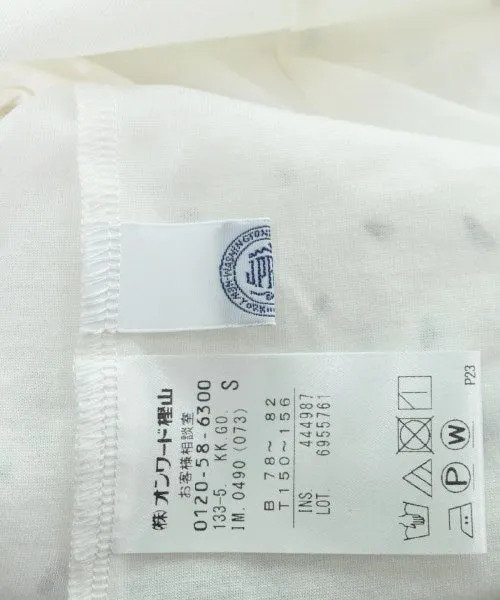 (株)オンワード樫山
お客様相談室
0120-58-6300
133-5. KK GO.
IM. 0490 (073) S
B 78~ 82
T150~156
INS. 444987
LOT 6955761
P W
P23